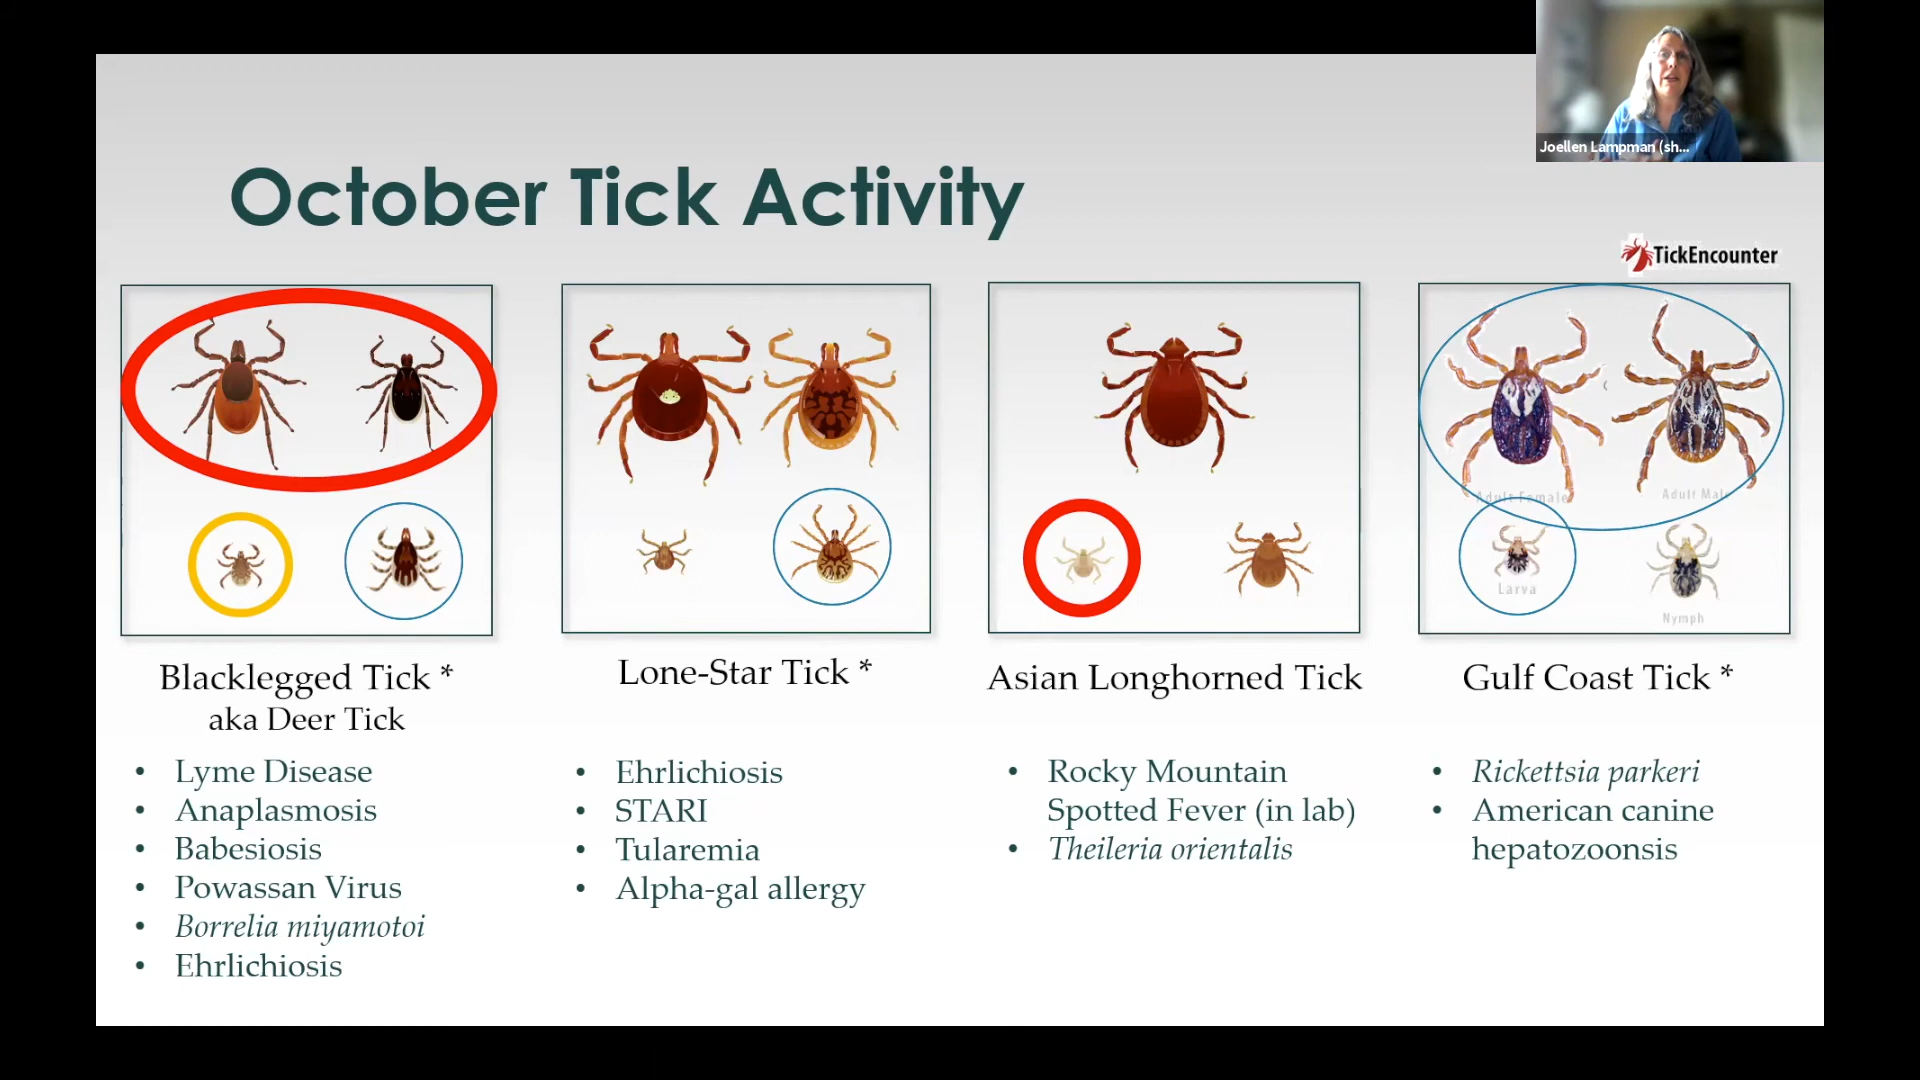 Joellen Lampman (sh...
October Tick Activity
TickEncounter
Adult Female
Adult Male
Larva
Nymph
Blacklegged Tick *
aka Deer Tick
Lone-Star Tick *
Asian Longhorned Tick
Gulf Coast Tick *
• Lyme Disease
• Anaplasmosis
• Babesiosis
• Powassan Virus
• Borrelia miyamotoi
• Ehrlichiosis
• Ehrlichiosis
• STARI
• Tularemia
• Alpha-gal allergy
• Rocky Mountain
Spotted Fever (in lab)
• Theileria orientalis
• Rickettsia parkeri
• American canine
hepatozoonsis